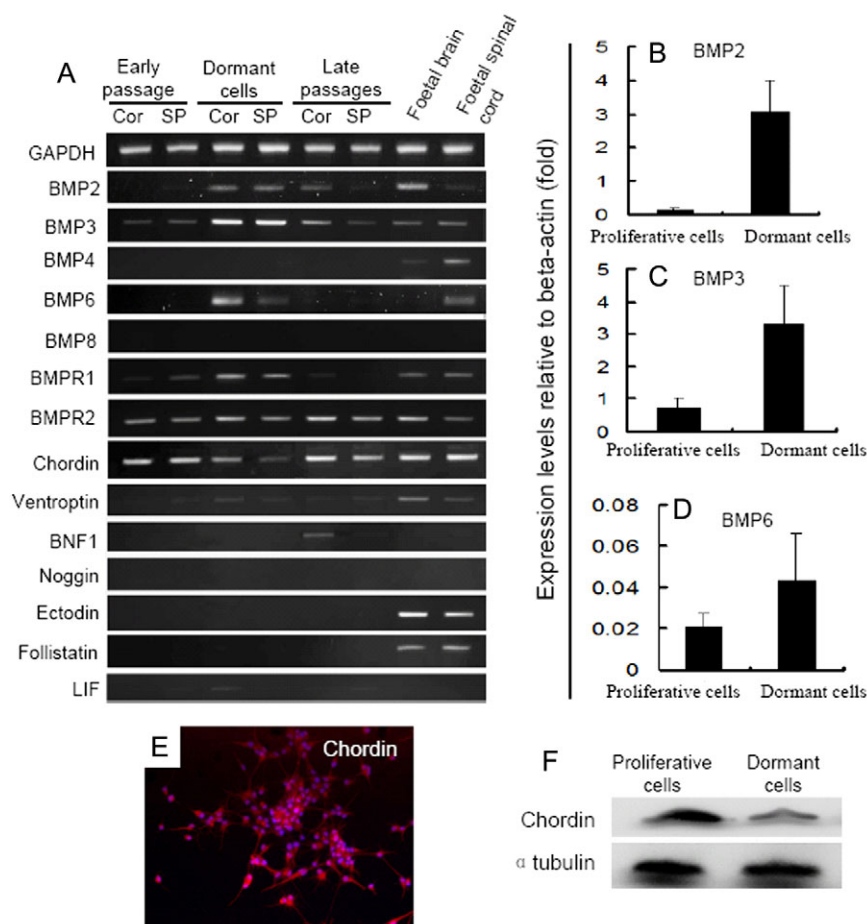 A
Early passage
Dormant cells
Late passages
Foetal brain
Foetal spinal cord
Cor SP Cor SP Cor SP
GAPDH
BMP2
BMP3
BMP4
BMP6
BMP8
BMPR1
BMPR2
Chordin
Ventroptin
BNF1
Noggin
Ectodin
Follistatin
LIF
Expression levels relative to beta-actin (fold)
B BMP2
5
4
3
2
1
0
Proliferative cells Dormant cells
C BMP3
5
4
3
2
1
0
Proliferative cells Dormant cells
D BMP6
0.08
0.06
0.04
0.02
0
Proliferative cells Dormant cells
E Chordin
F
Proliferative cells
Dormant cells
Chordin
α tubulin